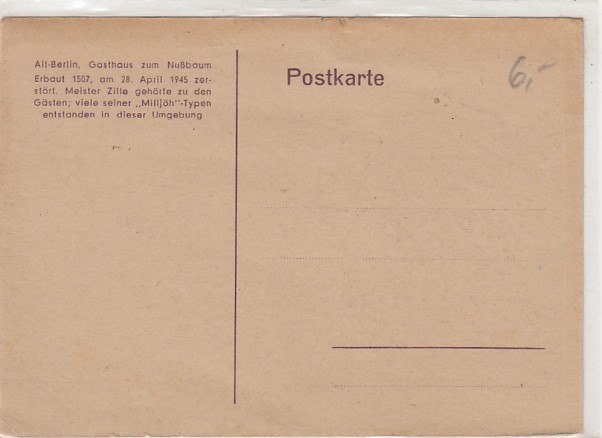 Alt-Berlin, Gasthaus zum Nußbaum
Erbaut 1507, am 28. April 1945 zer-
stört. Meister Zille gehörte zu den
Gästen; viele seiner „Milljöh"-Typen
entstanden in dieser Umgebung
Postkarte
6,-